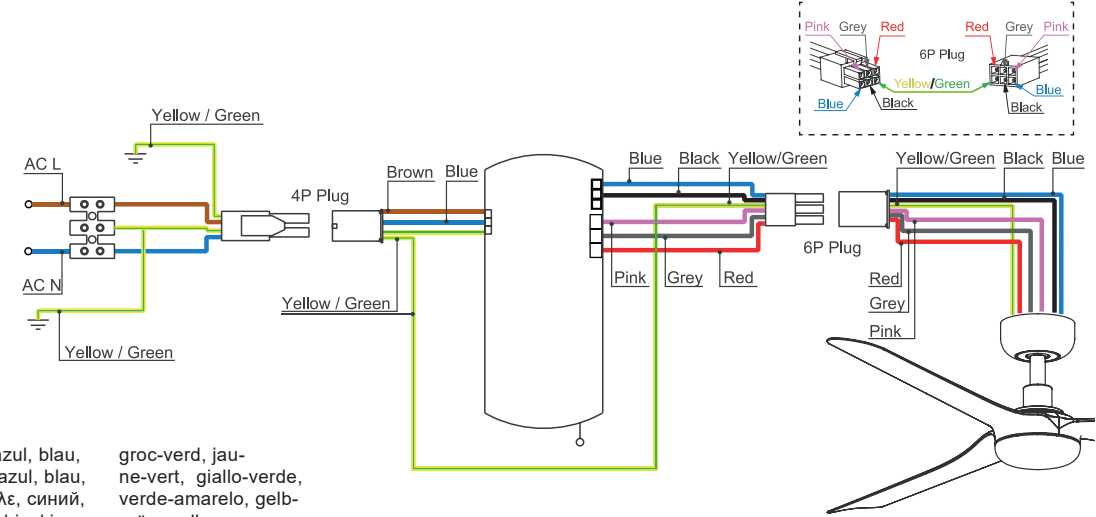 Pink Grey Red
Red Grey Pink
6P Plug
Yellow/Green
Blue
Black
Black
Blue
Yellow / Green
AC L
4P Plug
Brown
Blue
Blue Black Yellow/Green
Yellow/Green Black Blue
6P Plug
AC N
Yellow / Green
Pink Grey Red
Red
Grey
Pink
Yellow / Green
azul, blau,
azul, blau,
λε, синий,
groc-verd, jau-
ne-vert, giallo-verde,
verde-amarelo, gelb-